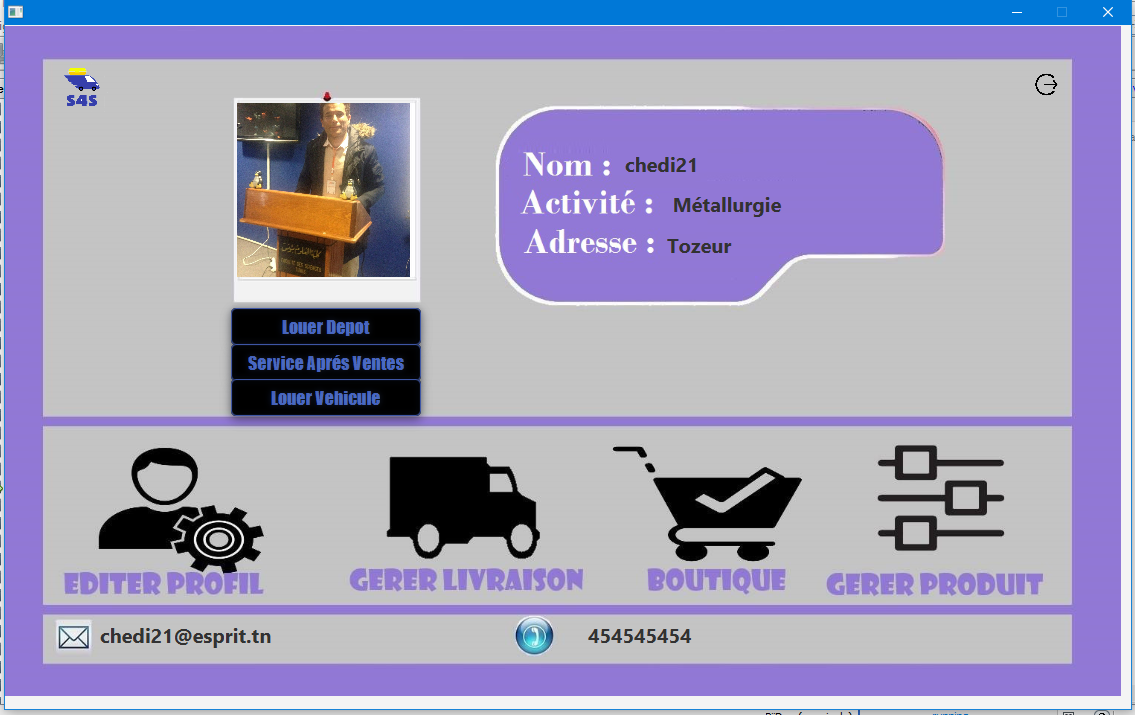 S4S
Nom : chedi21
Activité : Métallurgie
Adresse : Tozeur
Louer Depot
Service Aprés Ventes
Louer Vehicule
EDITER PROFIL
GERER LIVRAISON
BOUTIQUE
GERER PRODUIT
chedi21@esprit.tn
454545454